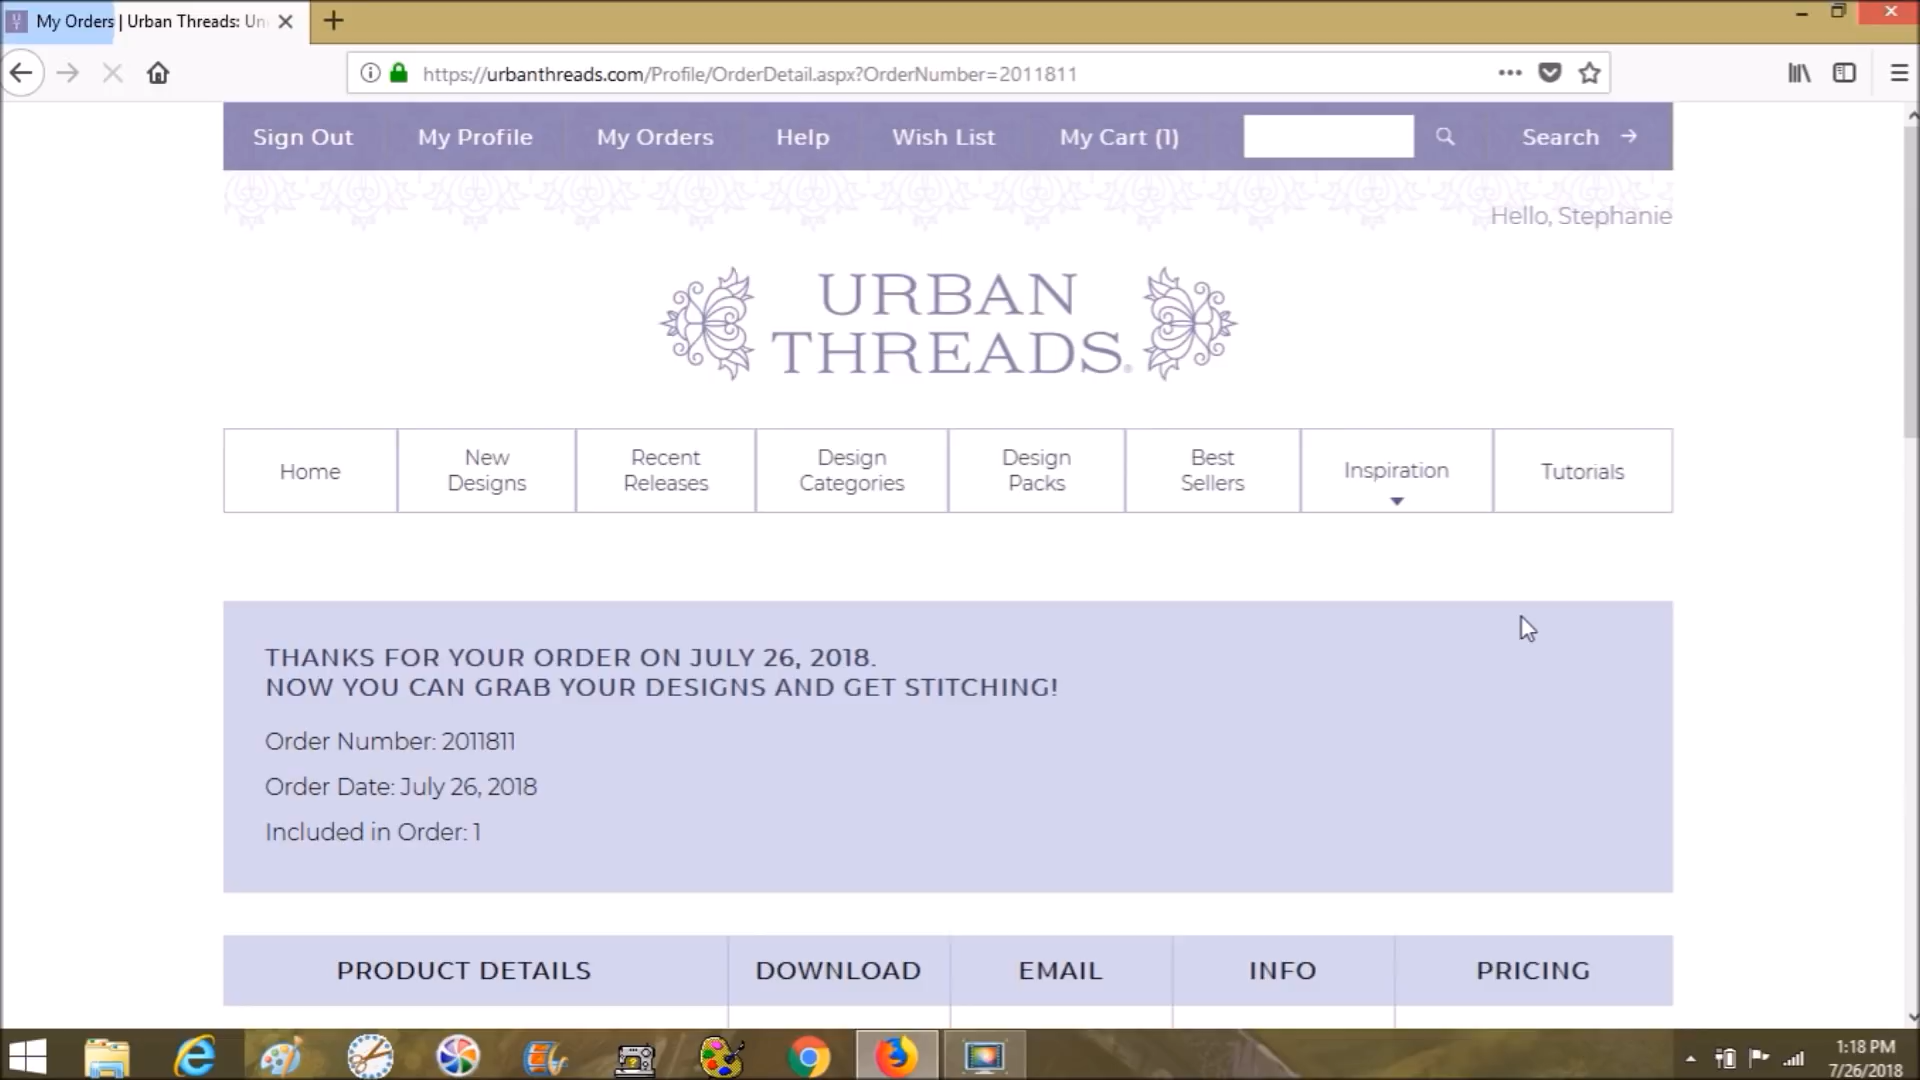 My Orders | Urban Threads: Un
https://urbanthreads.com/Profile/OrderDetail.aspx?OrderNumber=2011811
Sign Out My Profile My Orders Help Wish List My Cart (1) Search
Hello, Stephanie
URBAN
THREADS®
Home
New
Designs
Recent
Releases
Design
Categories
Design
Packs
Best
Sellers
Inspiration
Tutorials
THANKS FOR YOUR ORDER ON JULY 26, 2018.
NOW YOU CAN GRAB YOUR DESIGNS AND GET STITCHING!
Order Number: 2011811
Order Date: July 26, 2018
Included in Order: 1
PRODUCT DETAILS DOWNLOAD EMAIL INFO PRICING
1:18 PM
7/26/2018